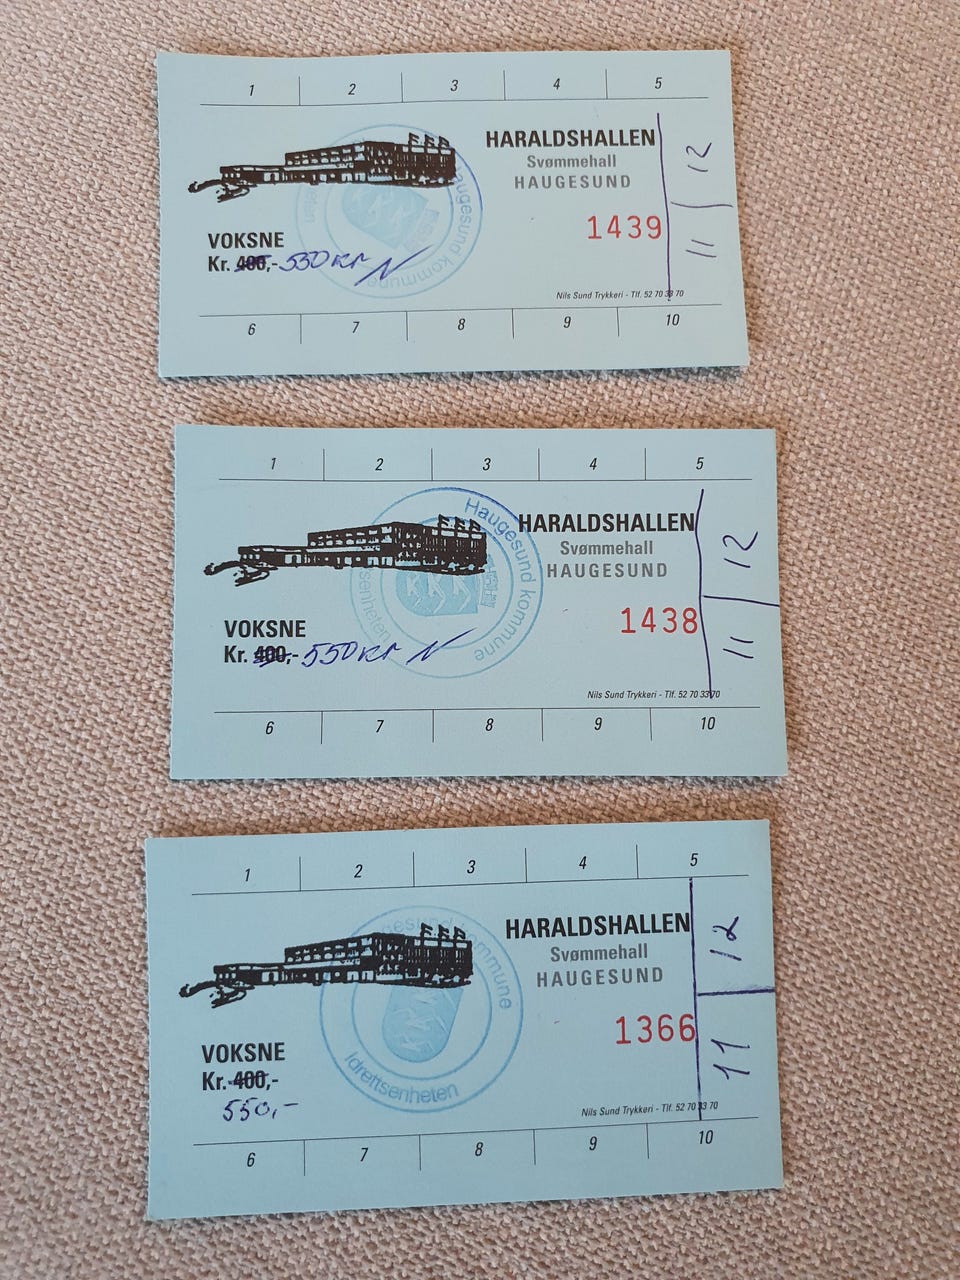 1 2 3 4 5
HARALDSHALLEN
Svømmehall
HAUGESUND
12
11
1439
Haugesund kommune
VOKSNE
Kr. 400,- 550 kr
Nils Sund Trykkeri - Tlf. 52 70 33 70
6 7 8 9 10
1 2 3 4 5
HARALDSHALLEN
Svømmehall
HAUGESUND
12
11
1438
Haugesund kommune
VOKSNE
Kr. 400,- 550 kr
Nils Sund Trykkeri - Tlf. 52 70 33 70
6 7 8 9 10
1 2 3 4 5
HARALDSHALLEN
Svømmehall
HAUGESUND
12
11
1366
Haugesund kommune
Idrettsenheten
VOKSNE
Kr. 400,-
550,-
Nils Sund Trykkeri - Tlf. 52 70 33 70
6 7 8 9 10